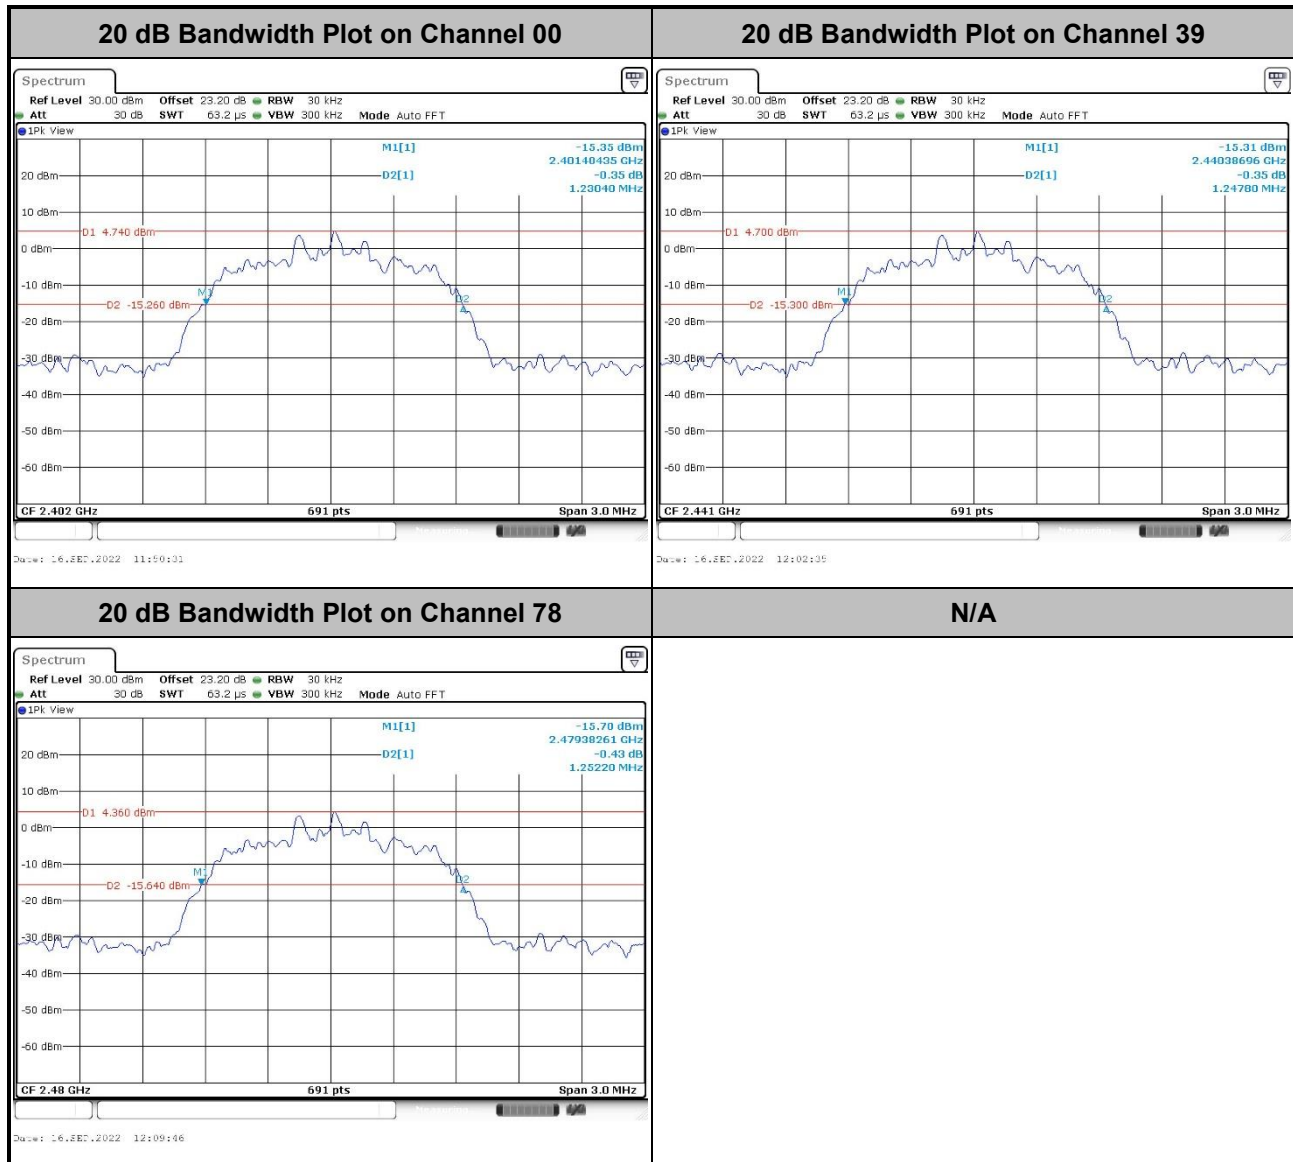 20 dB Bandwidth Plot on Channel 00
20 dB Bandwidth Plot on Channel 39
Spectrum
Ref Level 30.00 dBm Offset 23.20 dB RBW 30 kHz
Att 30 dB SWT 63.2 µs VBW 300 kHz Mode Auto FFT
1Pk View
M1[1] -15.35 dBm
2.40140435 GHz
D2[1] -0.35 dB
1.23040 MHz
20 dBm
10 dBm
D1 4.740 dBm
0 dBm
-10 dBm
M1
D2
D2 -15.260 dBm
-20 dBm
-30 dBm
-40 dBm
-50 dBm
-60 dBm
CF 2.402 GHz 691 pts Span 3.0 MHz
Date: 16.SEP.2022 11:50:31
Spectrum
Ref Level 30.00 dBm Offset 23.20 dB RBW 30 kHz
Att 30 dB SWT 63.2 µs VBW 300 kHz Mode Auto FFT
1Pk View
M1[1] -15.31 dBm
2.44038696 GHz
D2[1] -0.35 dB
1.24780 MHz
20 dBm
10 dBm
D1 4.700 dBm
0 dBm
-10 dBm
M1
D2
D2 -15.300 dBm
-20 dBm
-30 dBm
-40 dBm
-50 dBm
-60 dBm
CF 2.441 GHz 691 pts Span 3.0 MHz
Date: 16.SEP.2022 12:02:35
20 dB Bandwidth Plot on Channel 78
N/A
Spectrum
Ref Level 30.00 dBm Offset 23.20 dB RBW 30 kHz
Att 30 dB SWT 63.2 µs VBW 300 kHz Mode Auto FFT
1Pk View
M1[1] -15.70 dBm
2.47938261 GHz
D2[1] -0.43 dB
1.25220 MHz
20 dBm
10 dBm
D1 4.360 dBm
0 dBm
-10 dBm
M1
D2
D2 -15.640 dBm
-20 dBm
-30 dBm
-40 dBm
-50 dBm
-60 dBm
CF 2.48 GHz 691 pts Span 3.0 MHz
Date: 16.SEP.2022 12:09:46